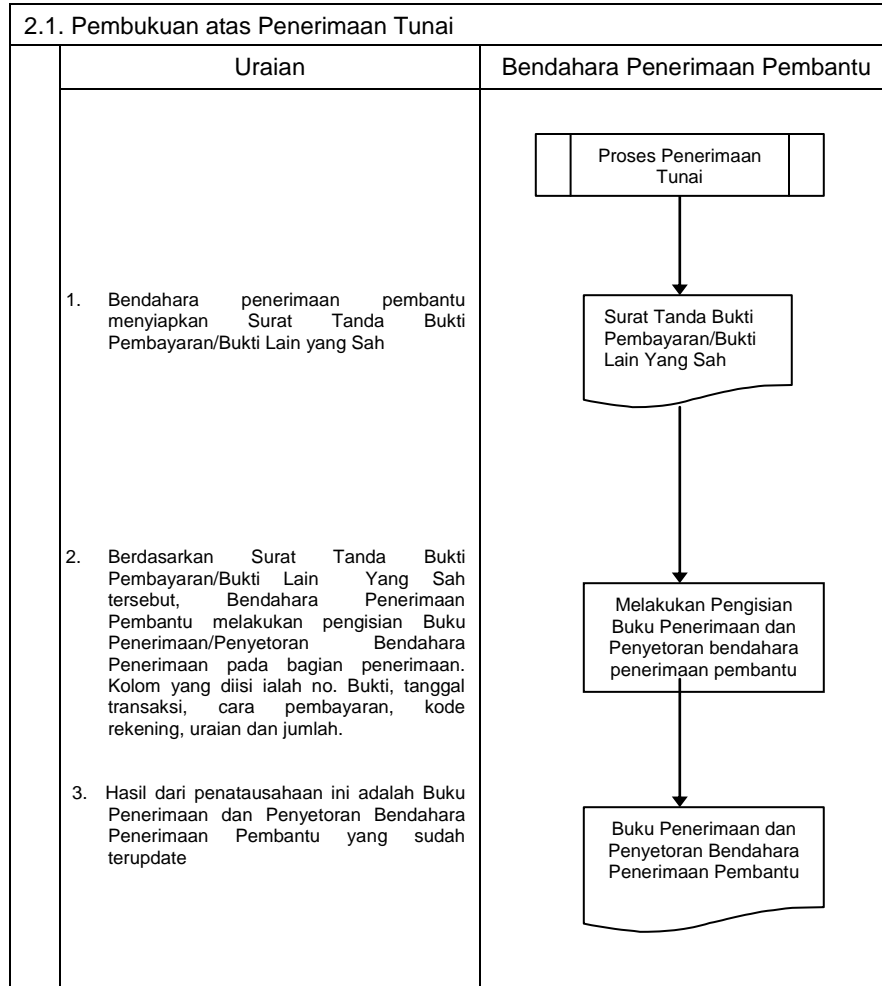 2.1. Pembukuan atas Penerimaan Tunai
Uraian
Bendahara Penerimaan Pembantu
Proses Penerimaan
Tunai
1. Bendahara penerimaan pembantu
menyiapkan Surat Tanda Bukti
Pembayaran/Bukti Lain yang Sah
Surat Tanda Bukti
Pembayaran/Bukti
Lain Yang Sah
2. Berdasarkan Surat Tanda Bukti
Pembayaran/Bukti Lain Yang Sah
tersebut, Bendahara Penerimaan
Pembantu melakukan pengisian Buku
Penerimaan/Penyetoran Bendahara
Penerimaan pada bagian penerimaan.
Kolom yang diisi ialah no. Bukti, tanggal
transaksi, cara pembayaran, kode
rekening, uraian dan jumlah.
Melakukan Pengisian
Buku Penerimaan dan
Penyetoran bendahara
penerimaan pembantu
3. Hasil dari penatausahaan ini adalah Buku
Penerimaan dan Penyetoran Bendahara
Penerimaan Pembantu yang sudah
terupdate
Buku Penerimaan dan
Penyetoran Bendahara
Penerimaan Pembantu